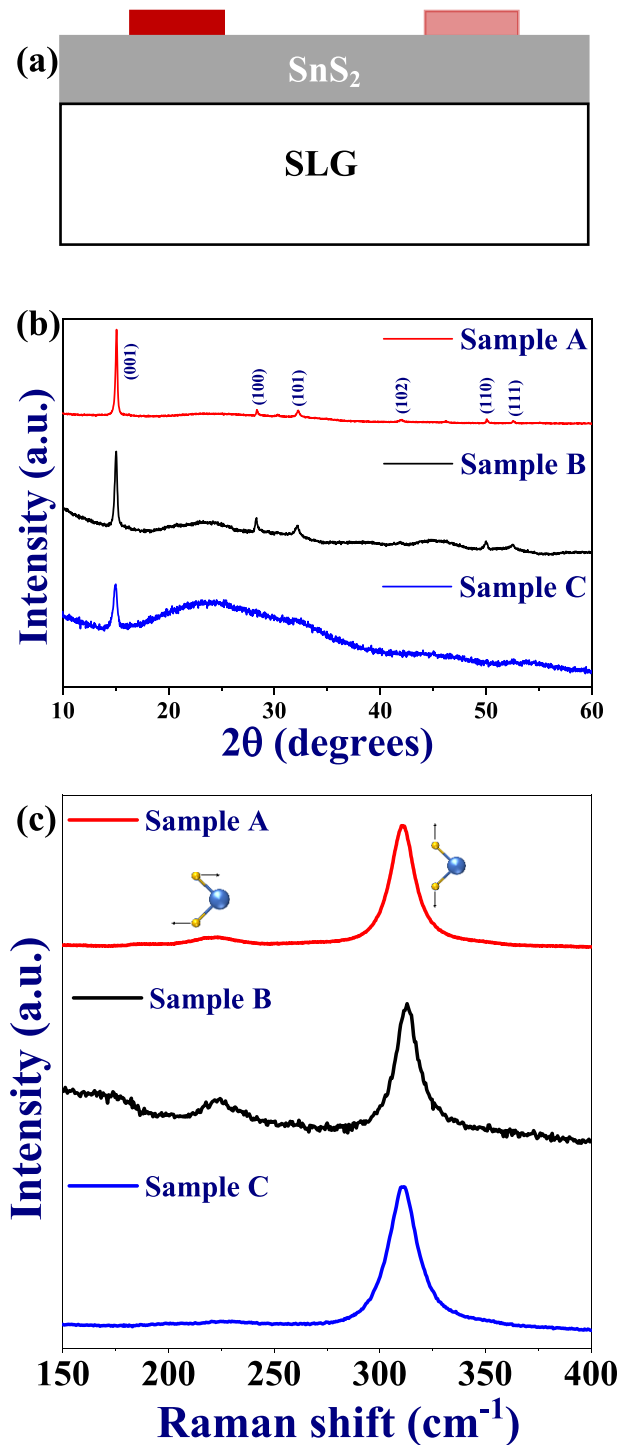 (a)
SnS₂
SLG
(b)
Sample A
(001)
(100)
(101)
(102)
(110)
(111)
Sample B
Sample C
Intensity (a.u.)
10 20 30 40 50 60
2θ (degrees)
(c)
Sample A
Sample B
Sample C
Intensity (a.u.)
150 200 250 300 350 400
Raman shift (cm⁻¹)